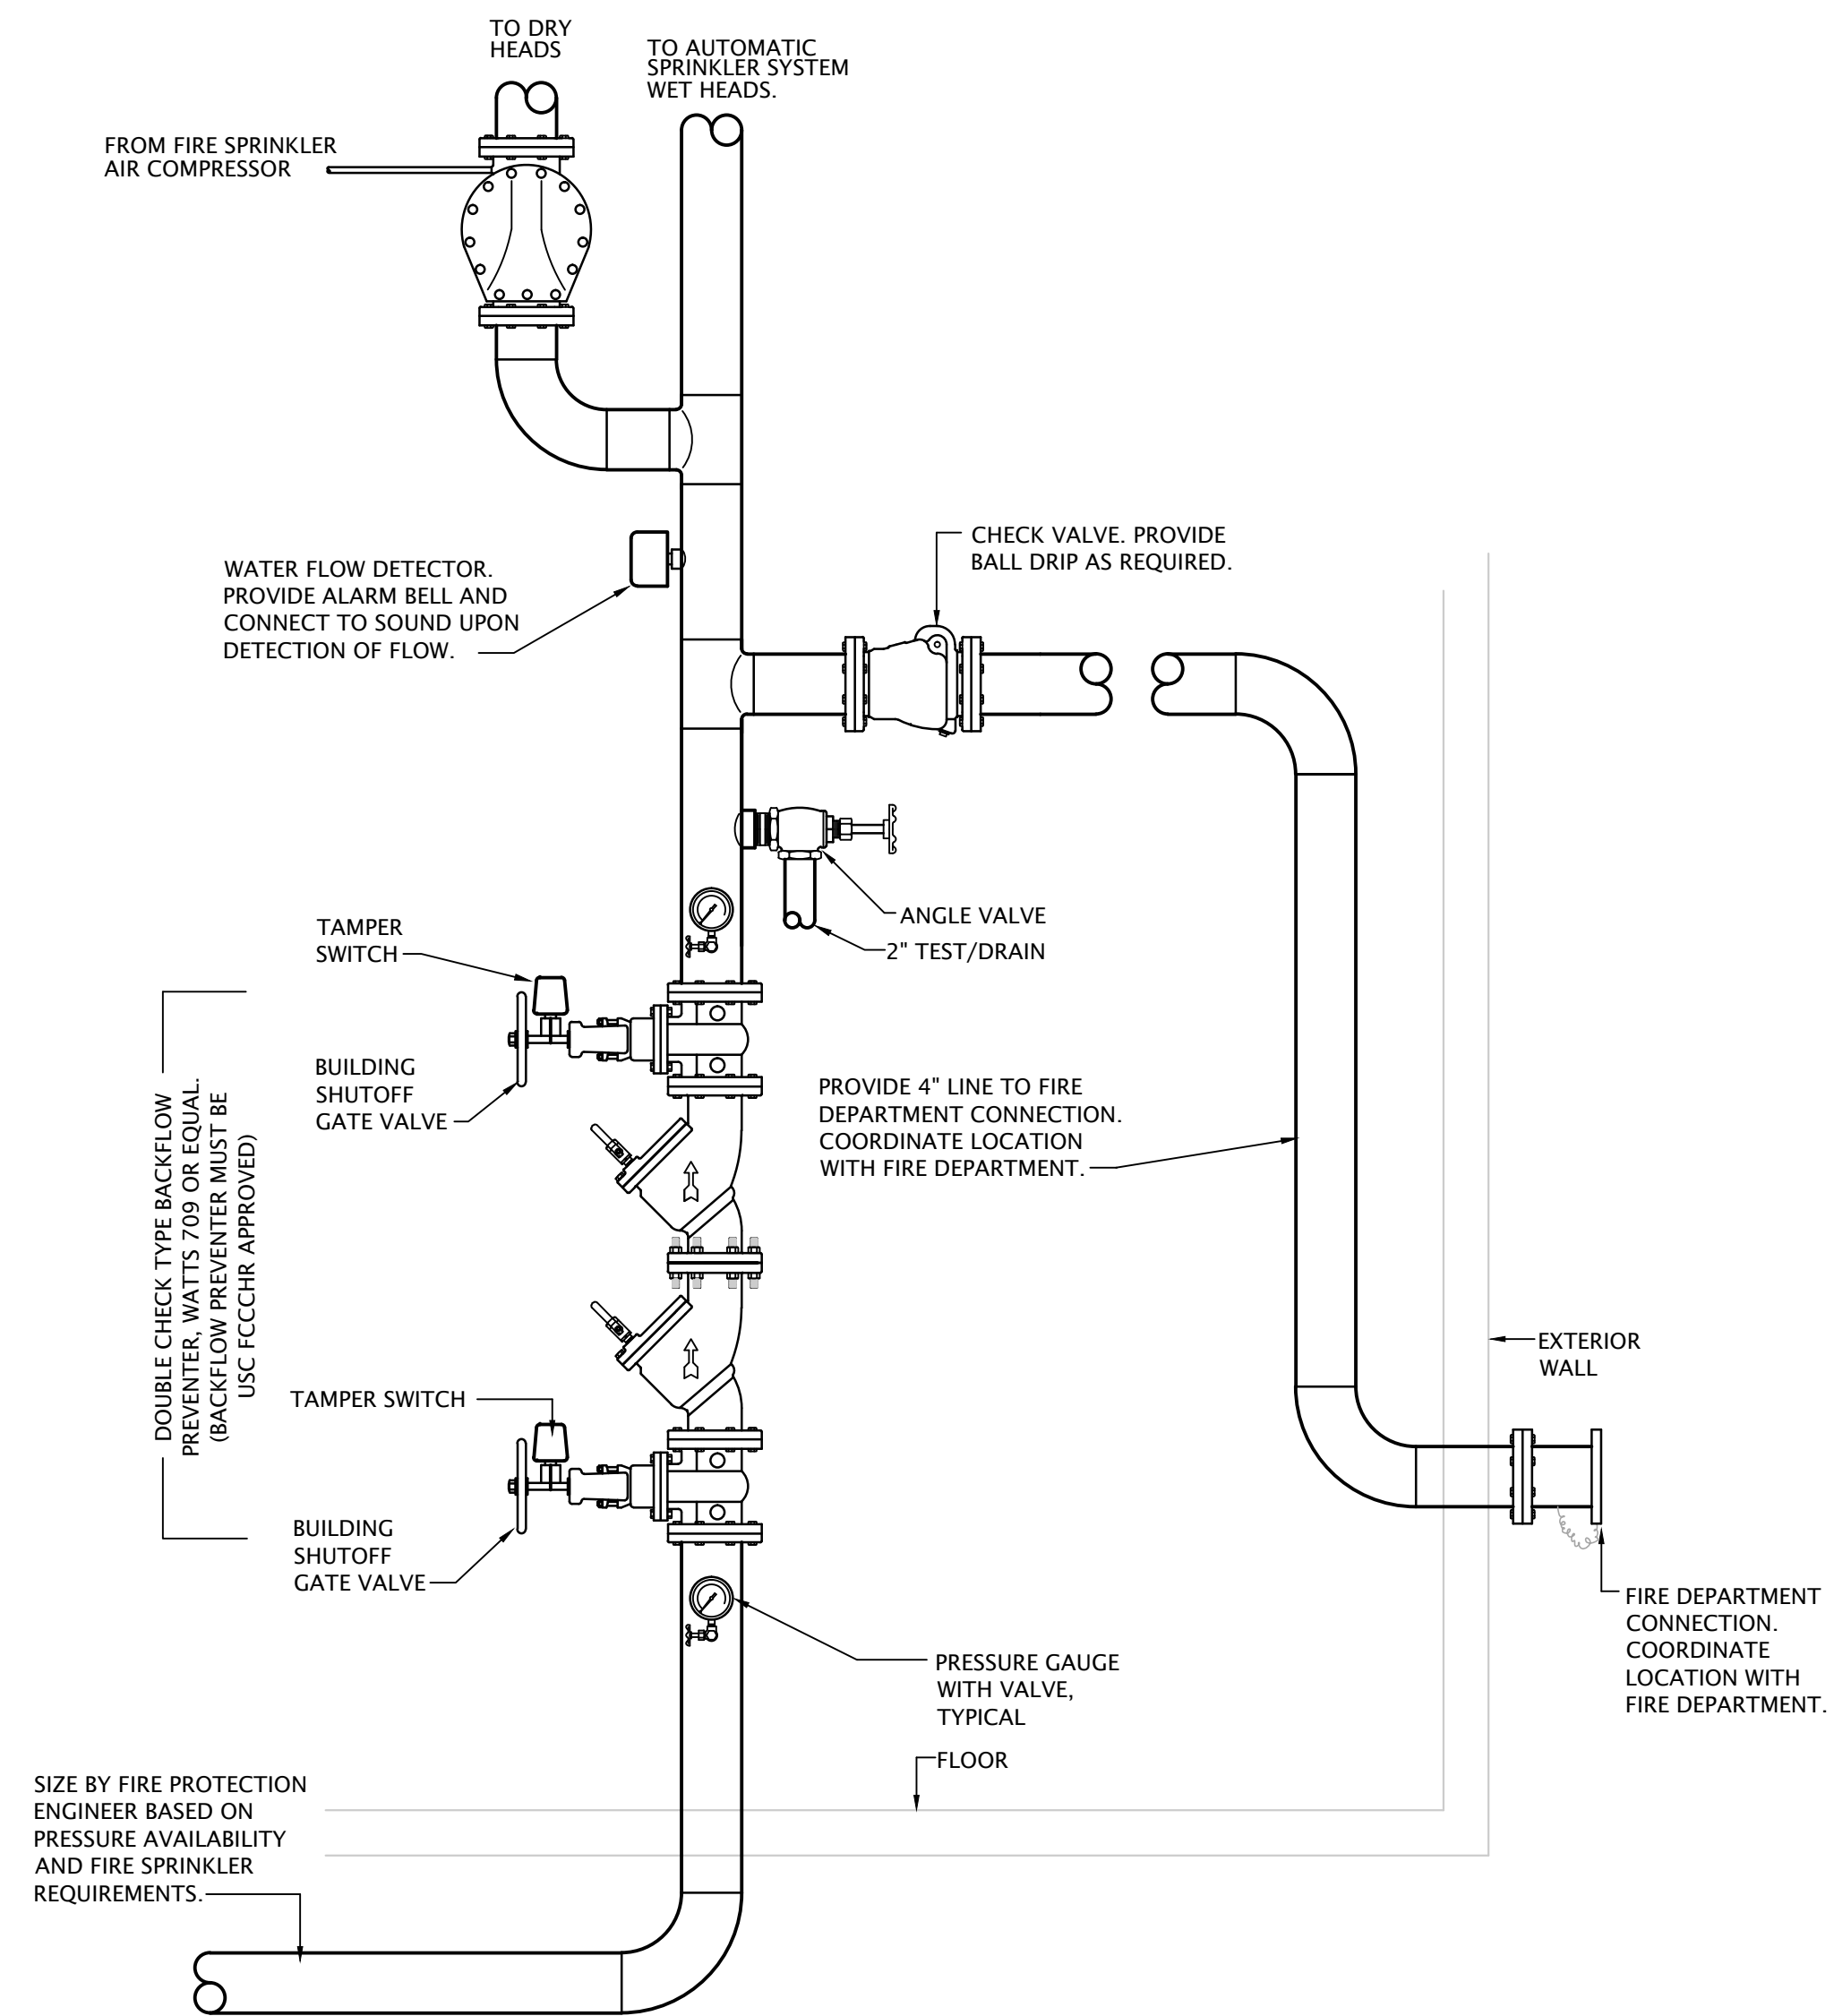 TO DRY
HEADS
TO AUTOMATIC
SPRINKLER SYSTEM
WET HEADS.
FROM FIRE SPRINKLER
AIR COMPRESSOR
WATER FLOW DETECTOR.
PROVIDE ALARM BELL AND
CONNECT TO SOUND UPON
DETECTION OF FLOW.
CHECK VALVE. PROVIDE
BALL DRIP AS REQUIRED.
ANGLE VALVE
2" TEST/DRAIN
TAMPER
SWITCH
BUILDING
SHUTOFF
GATE VALVE
DOUBLE CHECK TYPE BACKFLOW
PREVENTER, WATTS 709 OR EQUAL.
(BACKFLOW PREVENTER MUST BE
USC FCCCHR APPROVED)
PROVIDE 4" LINE TO FIRE
DEPARTMENT CONNECTION.
COORDINATE LOCATION
WITH FIRE DEPARTMENT.
EXTERIOR
WALL
TAMPER SWITCH
BUILDING
SHUTOFF
GATE VALVE
FIRE DEPARTMENT
CONNECTION.
COORDINATE
LOCATION WITH
FIRE DEPARTMENT.
PRESSURE GAUGE
WITH VALVE,
TYPICAL
FLOOR
SIZE BY FIRE PROTECTION
ENGINEER BASED ON
PRESSURE AVAILABILITY
AND FIRE SPRINKLER
REQUIREMENTS.